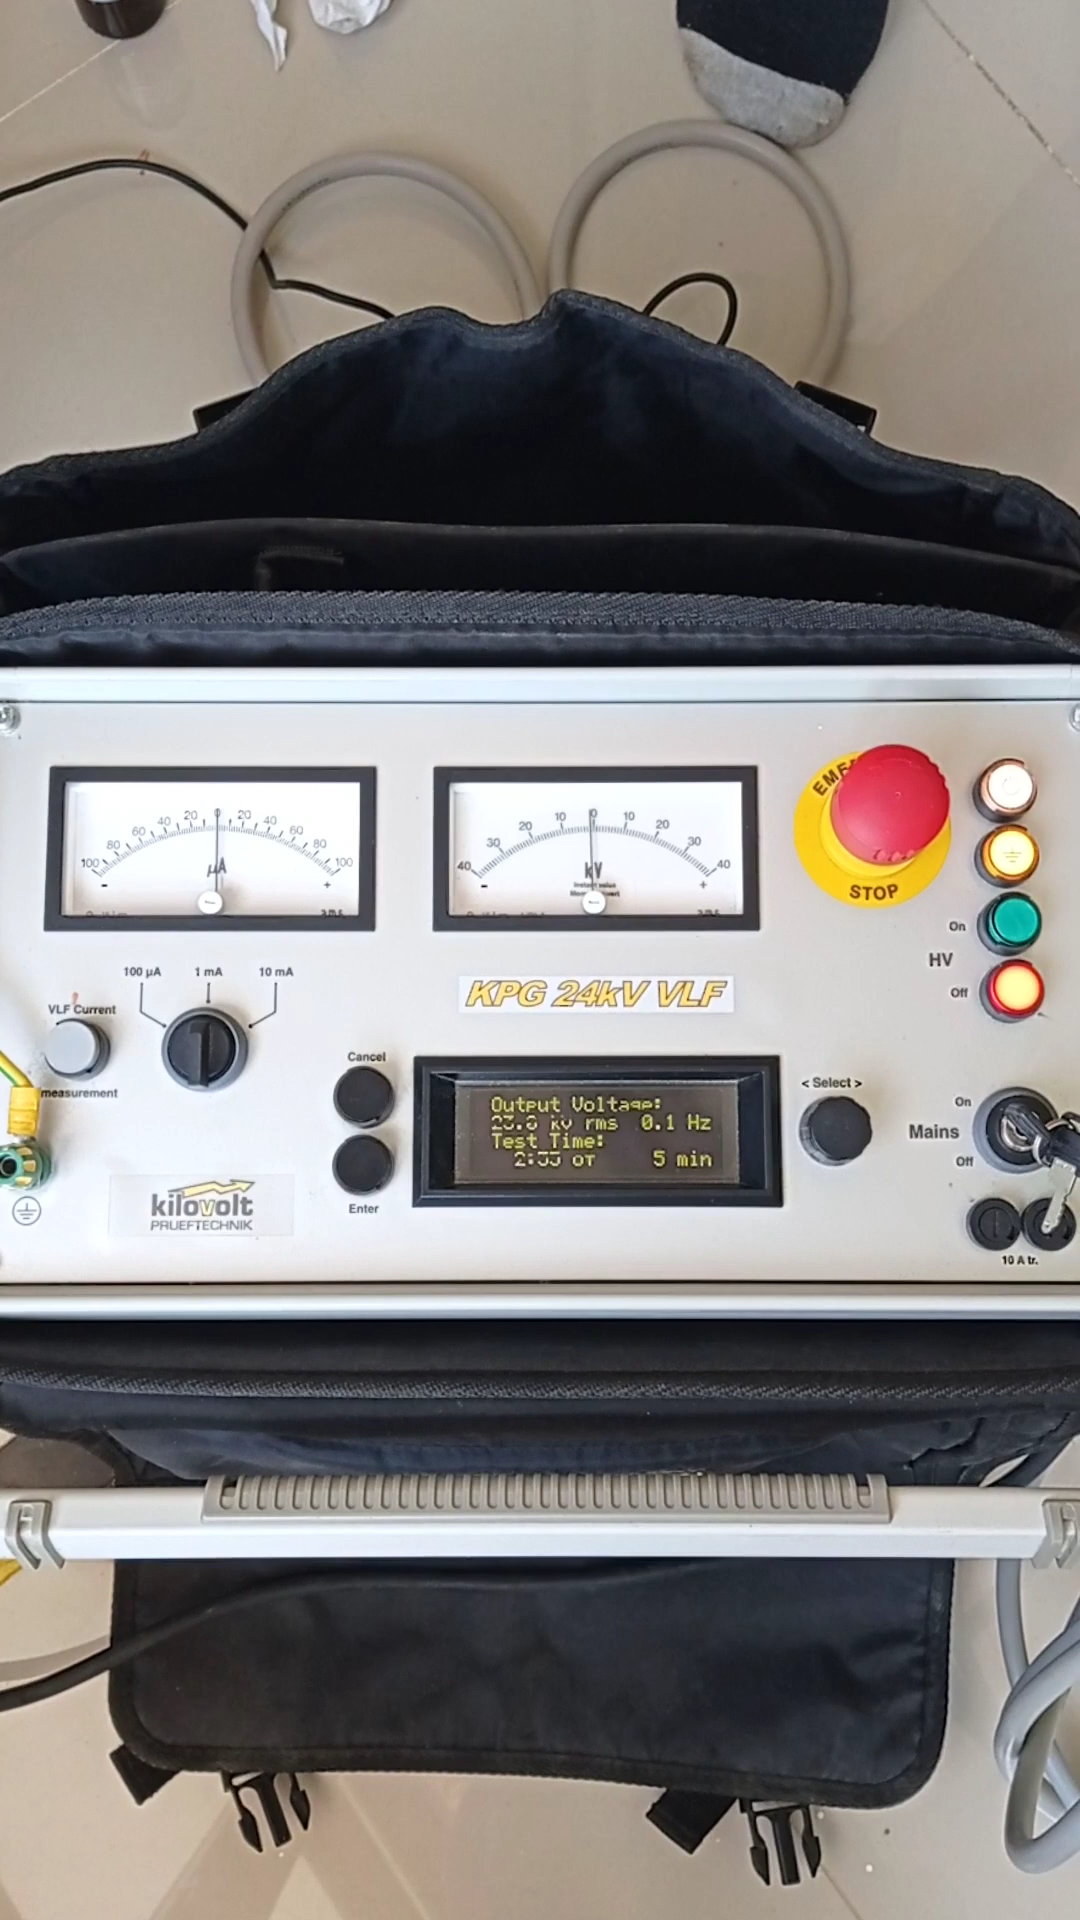 100 80 60 40 20 0 20 40 60 80 100
µA
- +
40 30 20 10 0 10 20 30 40
kV
Instant value
- +
EME
STOP
On
HV
Off
100 µA 1 mA 10 mA
VLF Current
measurement
KPG 24kV VLF
Cancel
Enter
Output Voltage:
kV rms 0.1 Hz
Test Time:
5 min
< Select >
On
Mains
Off
10 A tr.
kilovolt
PRUEFTECHNIK